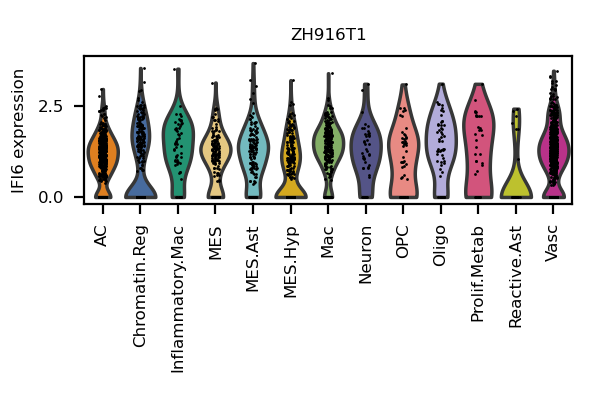 ZH916T1
IFI6 expression
2.5
0.0
AC
Chromatin.Reg
Inflammatory.Mac
MES
MES.Ast
MES.Hyp
Mac
Neuron
OPC
Oligo
Prolif.Metab
Reactive.Ast
Vasc